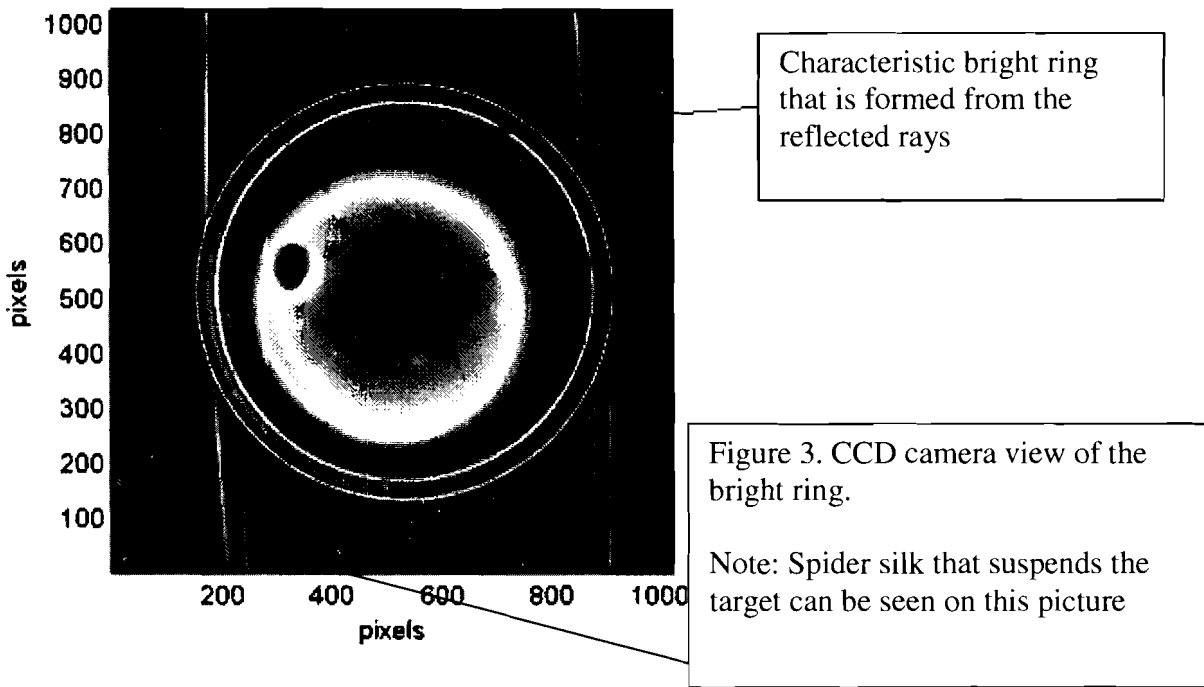 1000
900
800
700
600
500
400
300
200
100
pixels
200 400 600 800 1000
pixels
Characteristic bright ring
that is formed from the
reflected rays
Figure 3. CCD camera view of the
bright ring.
Note: Spider silk that suspends the
target can be seen on this picture